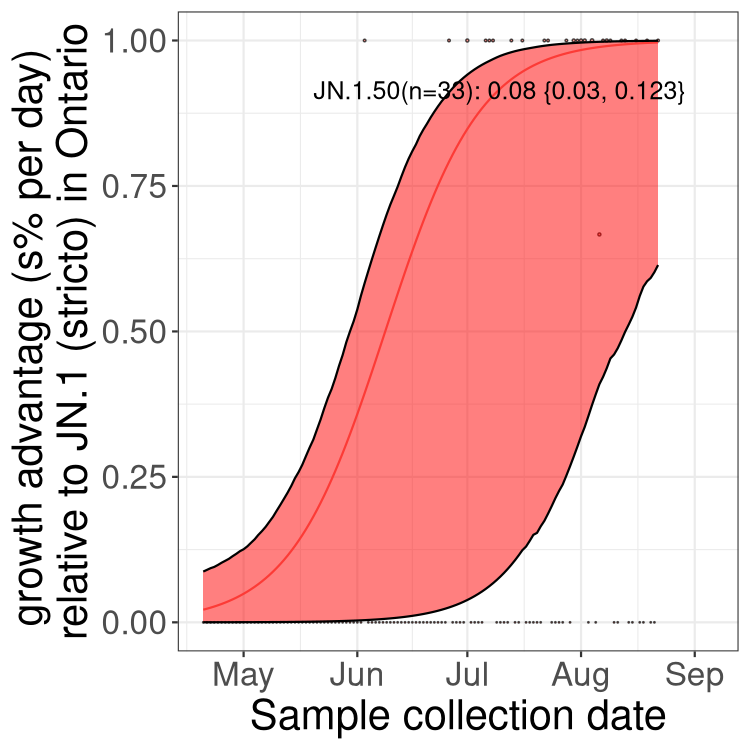 growth advantage (s% per day)
relative to JN.1 (stricto) in Ontario
1.00
0.75
0.50
0.25
0.00
JN.1.50(n=33): 0.08 {0.03, 0.123}
May Jun Jul Aug Sep
Sample collection date